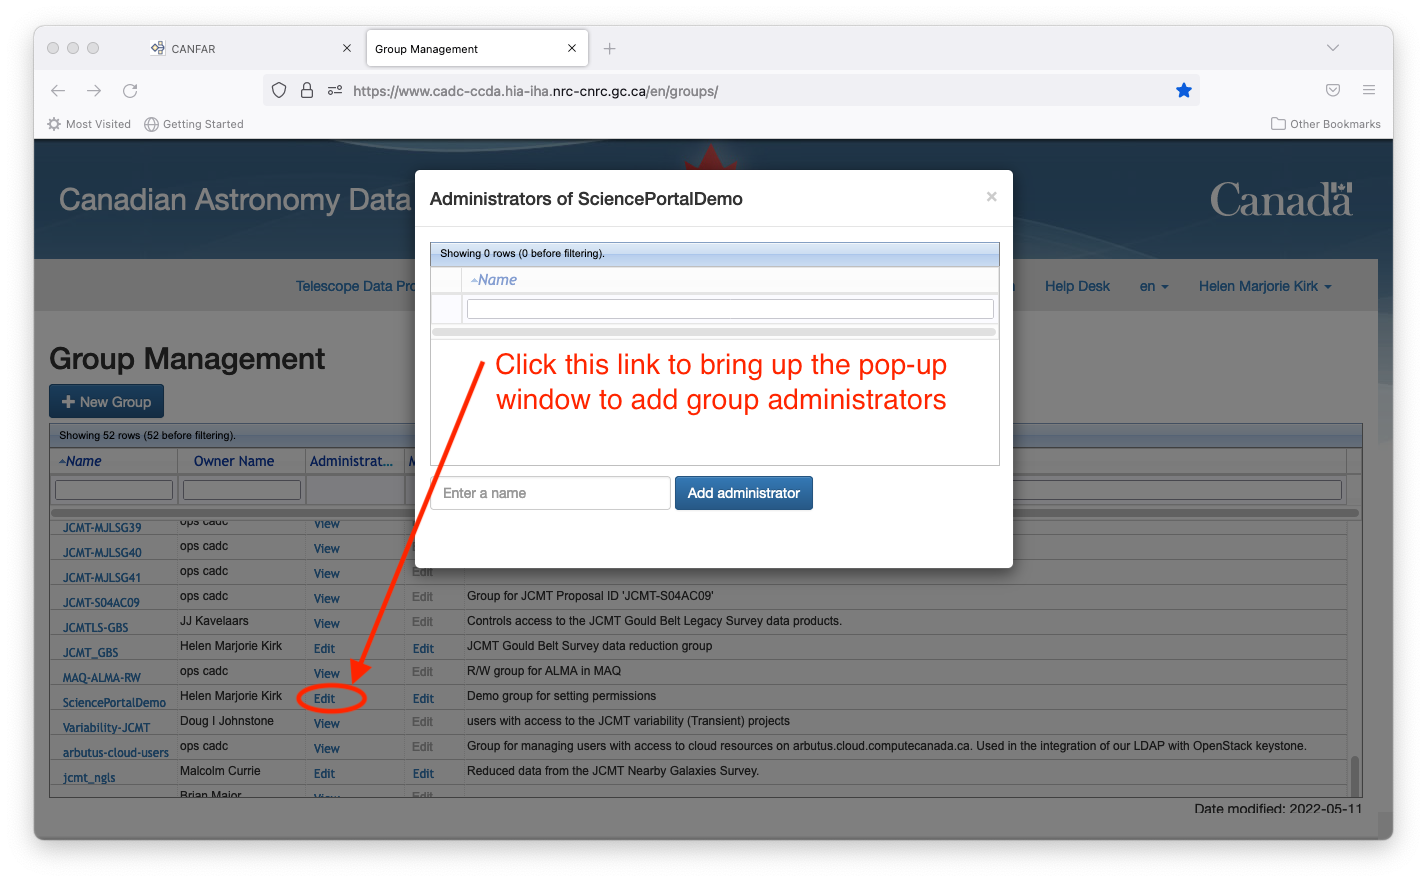 CANFAR
Group Management
https://www.cadc-ccda.hia-iha.nrc-cnrc.gc.ca/en/groups/
Most Visited
Getting Started
Other Bookmarks
Canadian Astronomy Data
Canada
Administrators of SciencePortalDemo
×
Showing 0 rows (0 before filtering).
Name
Telescope Data Pro
Help Desk
en
Helen Marjorie Kirk
Click this link to bring up the pop-up
window to add group administrators
Enter a name
Add administrator
Group Management
New Group
Showing 52 rows (52 before filtering).
Name Owner Name Administrat... M
JCMT-MJLSG39 ops cadc View
JCMT-MJLSG40 ops cadc View
JCMT-MJLSG41 ops cadc View Edit
JCMT-S04AC09 ops cadc View Edit Group for JCMT Proposal ID 'JCMT-S04AC09'
JCMTLS-GBS JJ Kavelaars View Edit Controls access to the JCMT Gould Belt Legacy Survey data products.
JCMT_GBS Helen Marjorie Kirk Edit Edit JCMT Gould Belt Survey data reduction group
MAQ-ALMA-RW ops cadc View Edit R/W group for ALMA in MAQ
SciencePortalDemo Helen Marjorie Kirk Edit Edit Demo group for setting permissions
Variability-JCMT Doug I Johnstone View Edit users with access to the JCMT variability (Transient) projects
arbutus-cloud-users ops cadc View Edit Group for managing users with access to cloud resources on arbutus.cloud.computecanada.ca. Used in the integration of our LDAP with OpenStack keystone.
jcmt_ngls Malcolm Currie Edit Edit Reduced data from the JCMT Nearby Galaxies Survey.
Brian Major View Edit
Date modified: 2022-05-11